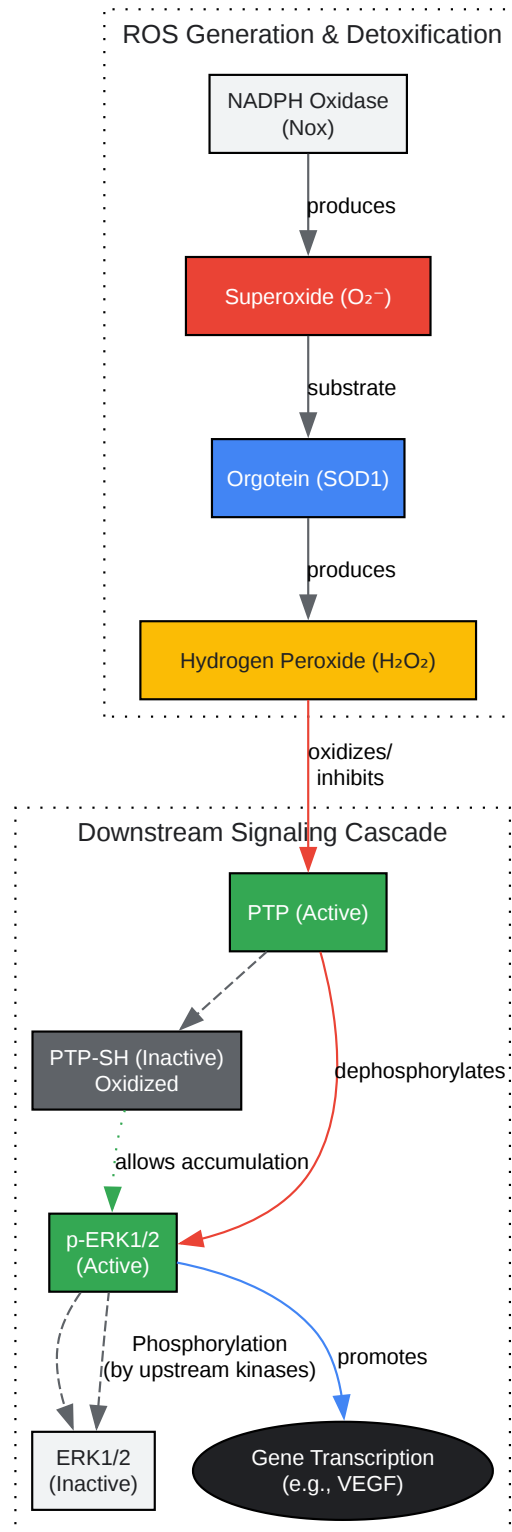 ROS Generation & Detoxification
NADPH Oxidase
(Nox)
produces
Superoxide (O₂⁻)
substrate
Orgotein (SOD1)
produces
Hydrogen Peroxide (H₂O₂)
oxidizes/
inhibits
Downstream Signaling Cascade
PTP (Active)
PTP-SH (Inactive)
Oxidized
dephosphorylates
allows accumulation
p-ERK1/2
(Active)
Phosphorylation
(by upstream kinases)
promotes
ERK1/2
(Inactive)
Gene Transcription
(e.g., VEGF)